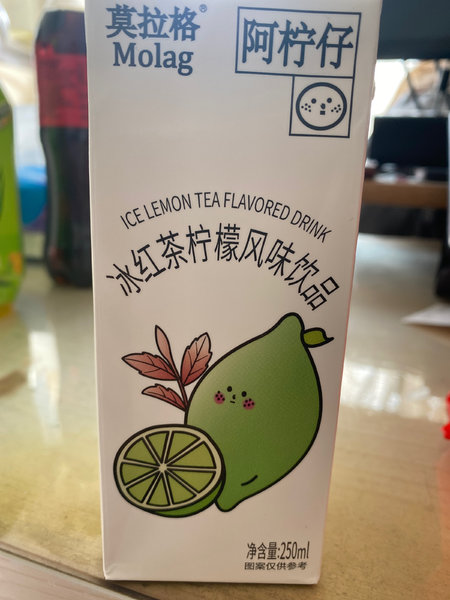 莫拉格®
Molag
阿柠仔
ICE LEMON TEA FLAVORED DRINK
冰红茶柠檬风味饮品
净含量:250ml
图案仅供参考